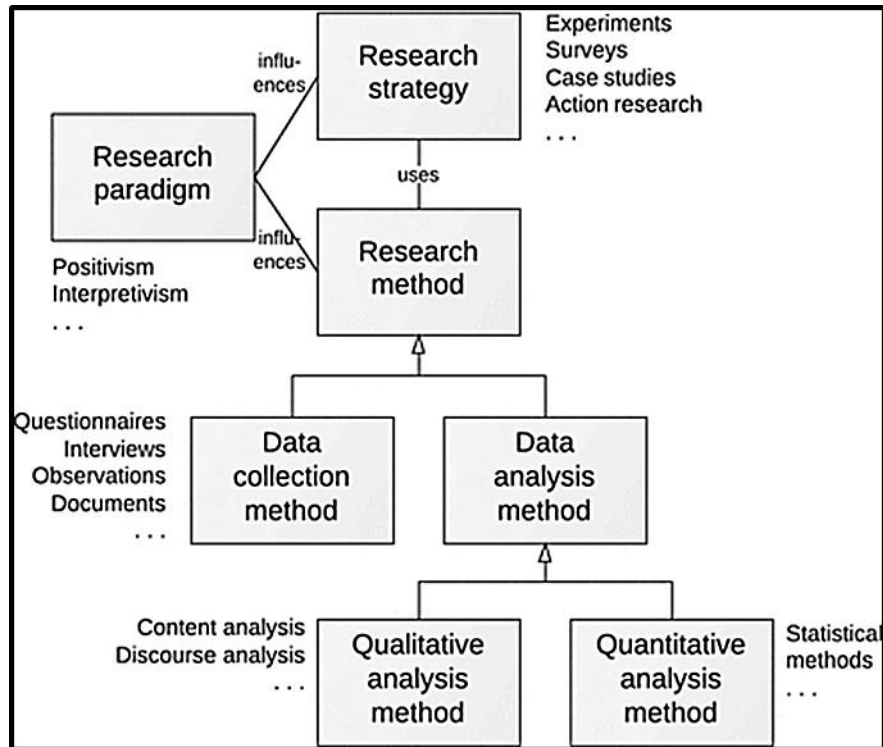 Research
strategy
Experiments
Surveys
Case studies
Action research
. . .
influ-
ences
Research
paradigm
Positivism
Interpretivism
. . .
uses
influ-
ences
Research
method
Questionnaires
Interviews
Observations
Documents
. . .
Data
collection
method
Data
analysis
method
Content analysis
Discourse analysis
. . .
Qualitative
analysis
method
Quantitative
analysis
method
Statistical
methods
. . .